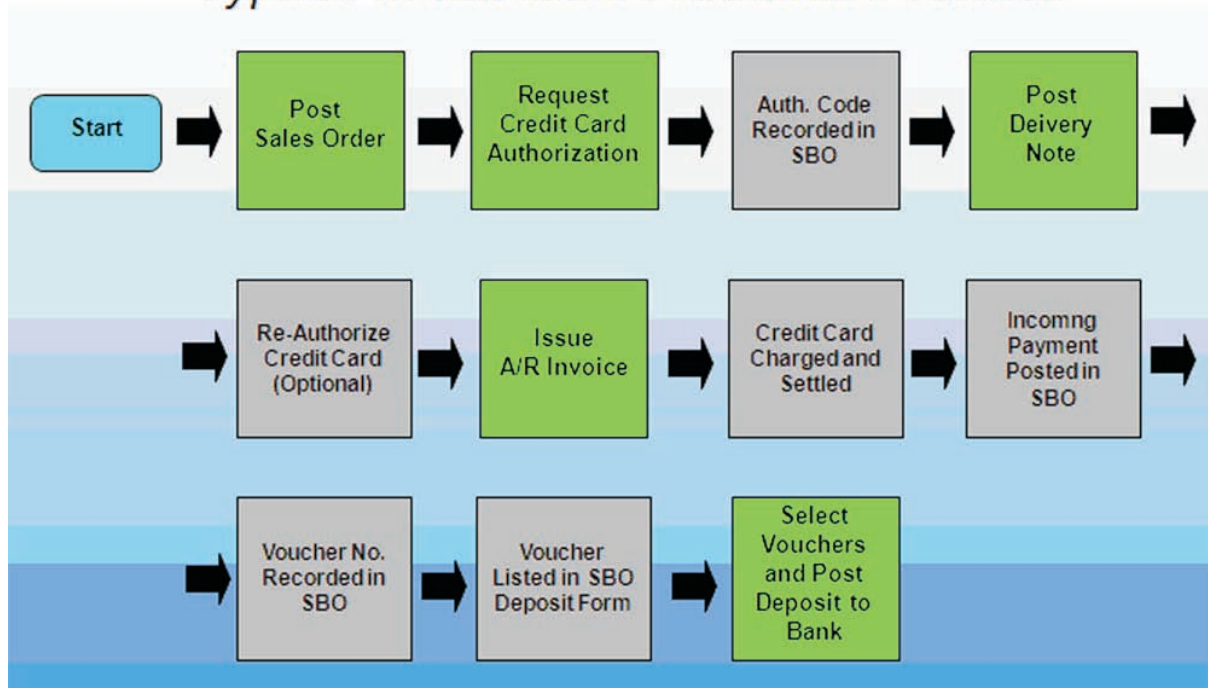 Start
Post
Sales Order
Request
Credit Card
Authorization
Auth. Code
Recorded in
SBO
Post
Deivery
Note
Re-Authorize
Credit Card
(Optional)
Issue
A/R Invoice
Credit Card
Charged and
Settled
Incomng
Payment
Posted in
SBO
Voucher No.
Recorded in
SBO
Voucher
Listed in SBO
Deposit Form
Select
Vouchers
and Post
Deposit to
Bank